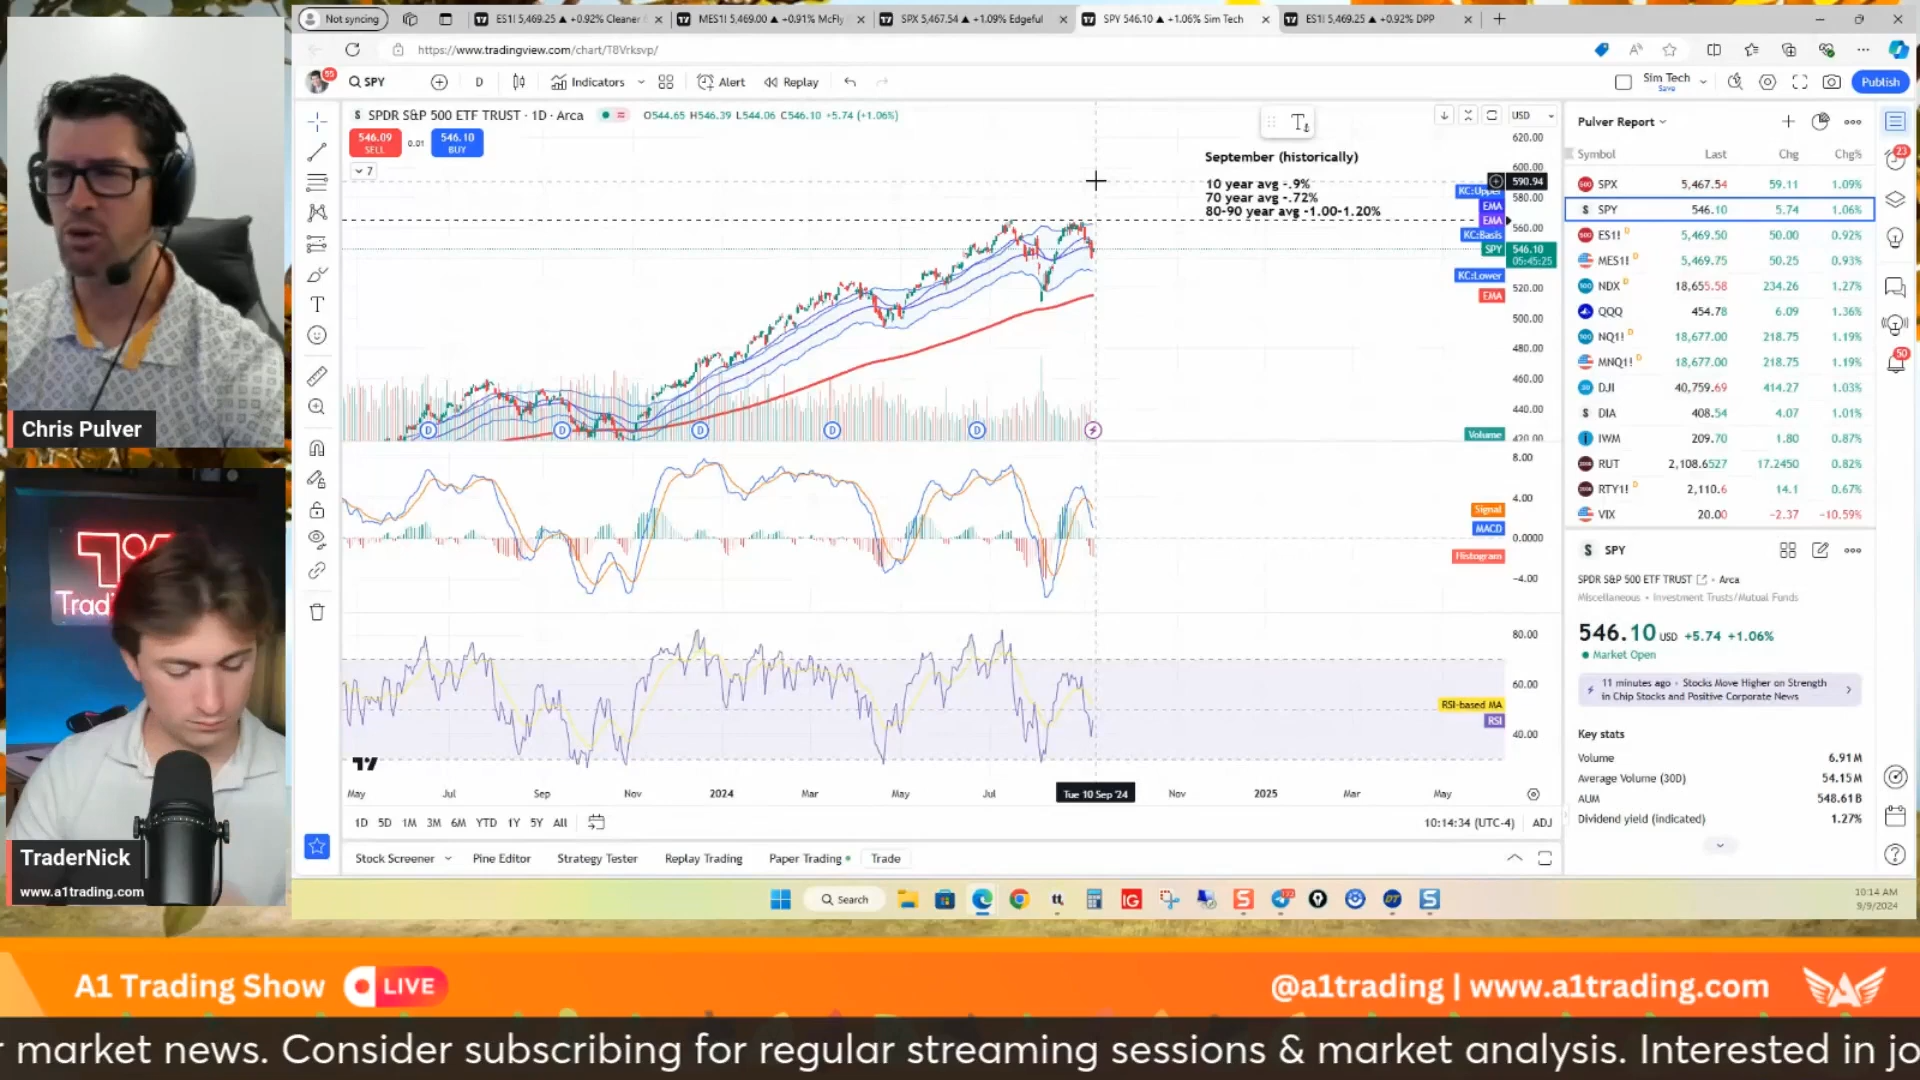 Not syncing
ES1! 5,469.25 ▲ +0.92% Cleaner
MES1! 5,469.00 ▲ +0.91% McFly
SPX 5,467.54 ▲ +1.09% Edgeful
SPY 546.10 ▲ +1.06% Sim Tech
ES1! 5,469.25 ▲ +0.92% DPP
https://www.tradingview.com/chart/T8Vrksvp/
55
SPY
D
Indicators
Alert
Replay
Sim Tech
Save
Publish
SPDR S&P 500 ETF TRUST · 1D · Arca
O544.65 H546.39 L544.06 C546.10 +5.74 (+1.06%)
546.09
SELL
0.01
546.10
BUY
7
USD
September (historically)
10 year avg -.9%
70 year avg -.72%
80-90 year avg -1.00-1.20%
620.00
600.00
590.94
580.00
560.00
546.10
05:45:25
520.00
500.00
480.00
460.00
440.00
420.00
KC:Upper
EMA
EMA
KC:Basis
SPY
KC:Lower
EMA
Volume
D
D
D
D
D
8.00
4.00
0.0000
-4.00
Signal
MACD
Histogram
80.00
60.00
40.00
RSI-based MA
RSI
May
Jul
Sep
Nov
2024
Mar
May
Jul
Tue 10 Sep '24
Nov
2025
Mar
May
1D 5D 1M 3M 6M YTD 1Y 5Y All
10:14:34 (UTC-4)
ADJ
Stock Screener
Pine Editor
Strategy Tester
Replay Trading
Paper Trading
Trade
Pulver Report
Symbol Last Chg Chg%
SPX 5,467.54 59.11 1.09%
SPY 546.10 5.74 1.06%
ES1! D 5,469.50 50.00 0.92%
MES1! D 5,469.75 50.25 0.93%
NDX D 18,655.58 234.26 1.27%
QQQ 454.78 6.09 1.36%
NQ1! D 18,677.00 218.75 1.19%
MNQ1! D 18,677.00 218.75 1.19%
DJI 40,759.69 414.27 1.03%
DIA 408.54 4.07 1.01%
IWM 209.70 1.80 0.87%
RUT 2,108.6527 17.2450 0.82%
RTY1! D 2,110.6 14.1 0.67%
VIX 20.00 -2.37 -10.59%
SPY
SPDR S&P 500 ETF TRUST · Arca
Miscellaneous • Investment Trusts/Mutual Funds
546.10 USD +5.74 +1.06%
Market Open
11 minutes ago · Stocks Move Higher on Strength
in Chip Stocks and Positive Corporate News
Key stats
Volume 6.91M
Average Volume (30D) 54.15M
AUM 548.61B
Dividend yield (indicated) 1.27%
23
50
Search
IG
10:14 AM
9/9/2024
Chris Pulver
Tradi
TraderNick
www.a1trading.com
A1 Trading Show
LIVE
@a1trading | www.a1trading.com
r market news. Consider subscribing for regular streaming sessions & market analysis. Interested in jo